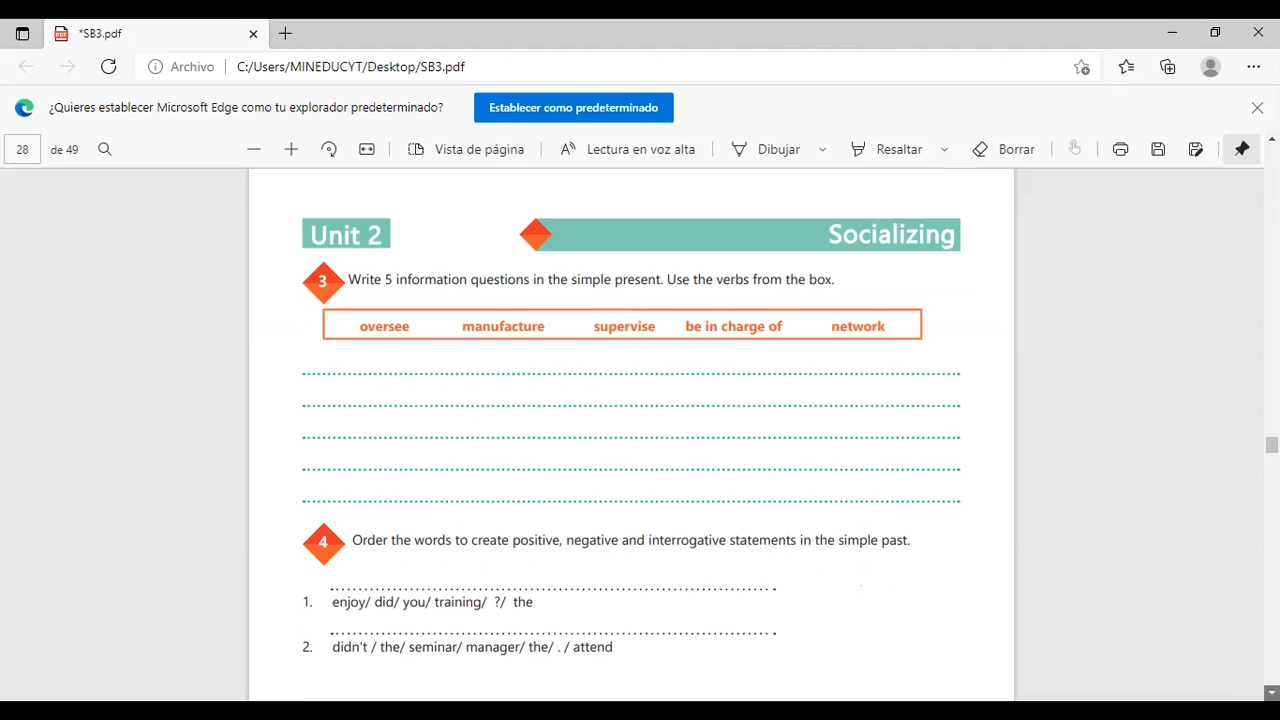 *SB3.pdf
Archivo C:/Users/MINEDUCYT/Desktop/SB3.pdf
¿Quieres establecer Microsoft Edge como tu explorador predeterminado? Establecer como predeterminado
28 de 49 Vista de página Lectura en voz alta Dibujar Resaltar Borrar
Unit 2 Socializing
3 Write 5 information questions in the simple present. Use the verbs from the box.
oversee manufacture supervise be in charge of network
4 Order the words to create positive, negative and interrogative statements in the simple past.
1. enjoy/ did/ you/ training/ ?/ the
2. didn't / the/ seminar/ manager/ the/ . / attend